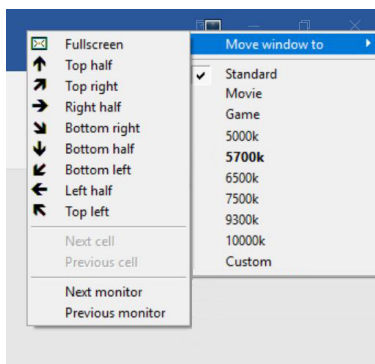 Move window to
Standard
Movie
Game
5000k
5700k
6500k
7500k
9300k
10000k
Custom
Fullscreen
Top half
Top right
Right half
Bottom right
Bottom half
Bottom left
Left half
Top left
Next cell
Previous cell
Next monitor
Previous monitor